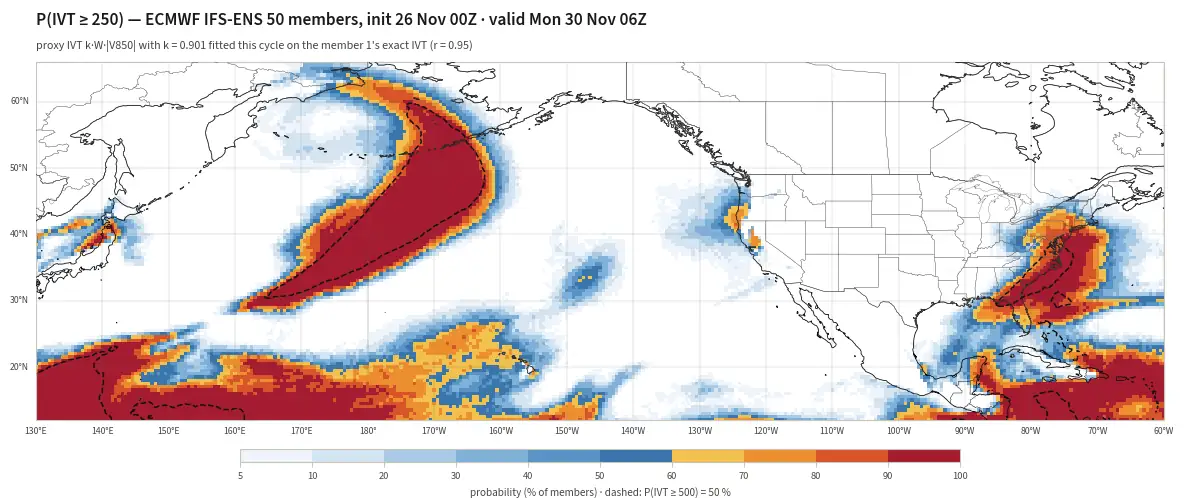 P(IVT ≥ 250) — ECMWF IFS-ENS 50 members, init 26 Nov 00Z · valid Mon 30 Nov 06Z
proxy IVT k·W·|V850| with k = 0.901 fitted this cycle on the member 1's exact IVT (r = 0.95)
60°N
50°N
40°N
30°N
20°N
130°E 140°E 150°E 160°E 170°E 180° 170°W 160°W 150°W 140°W 130°W 120°W 110°W 100°W 90°W 80°W 70°W 60°W
5 10 20 30 40 50 60 70 80 90 100
probability (% of members) · dashed: P(IVT ≥ 500) = 50 %